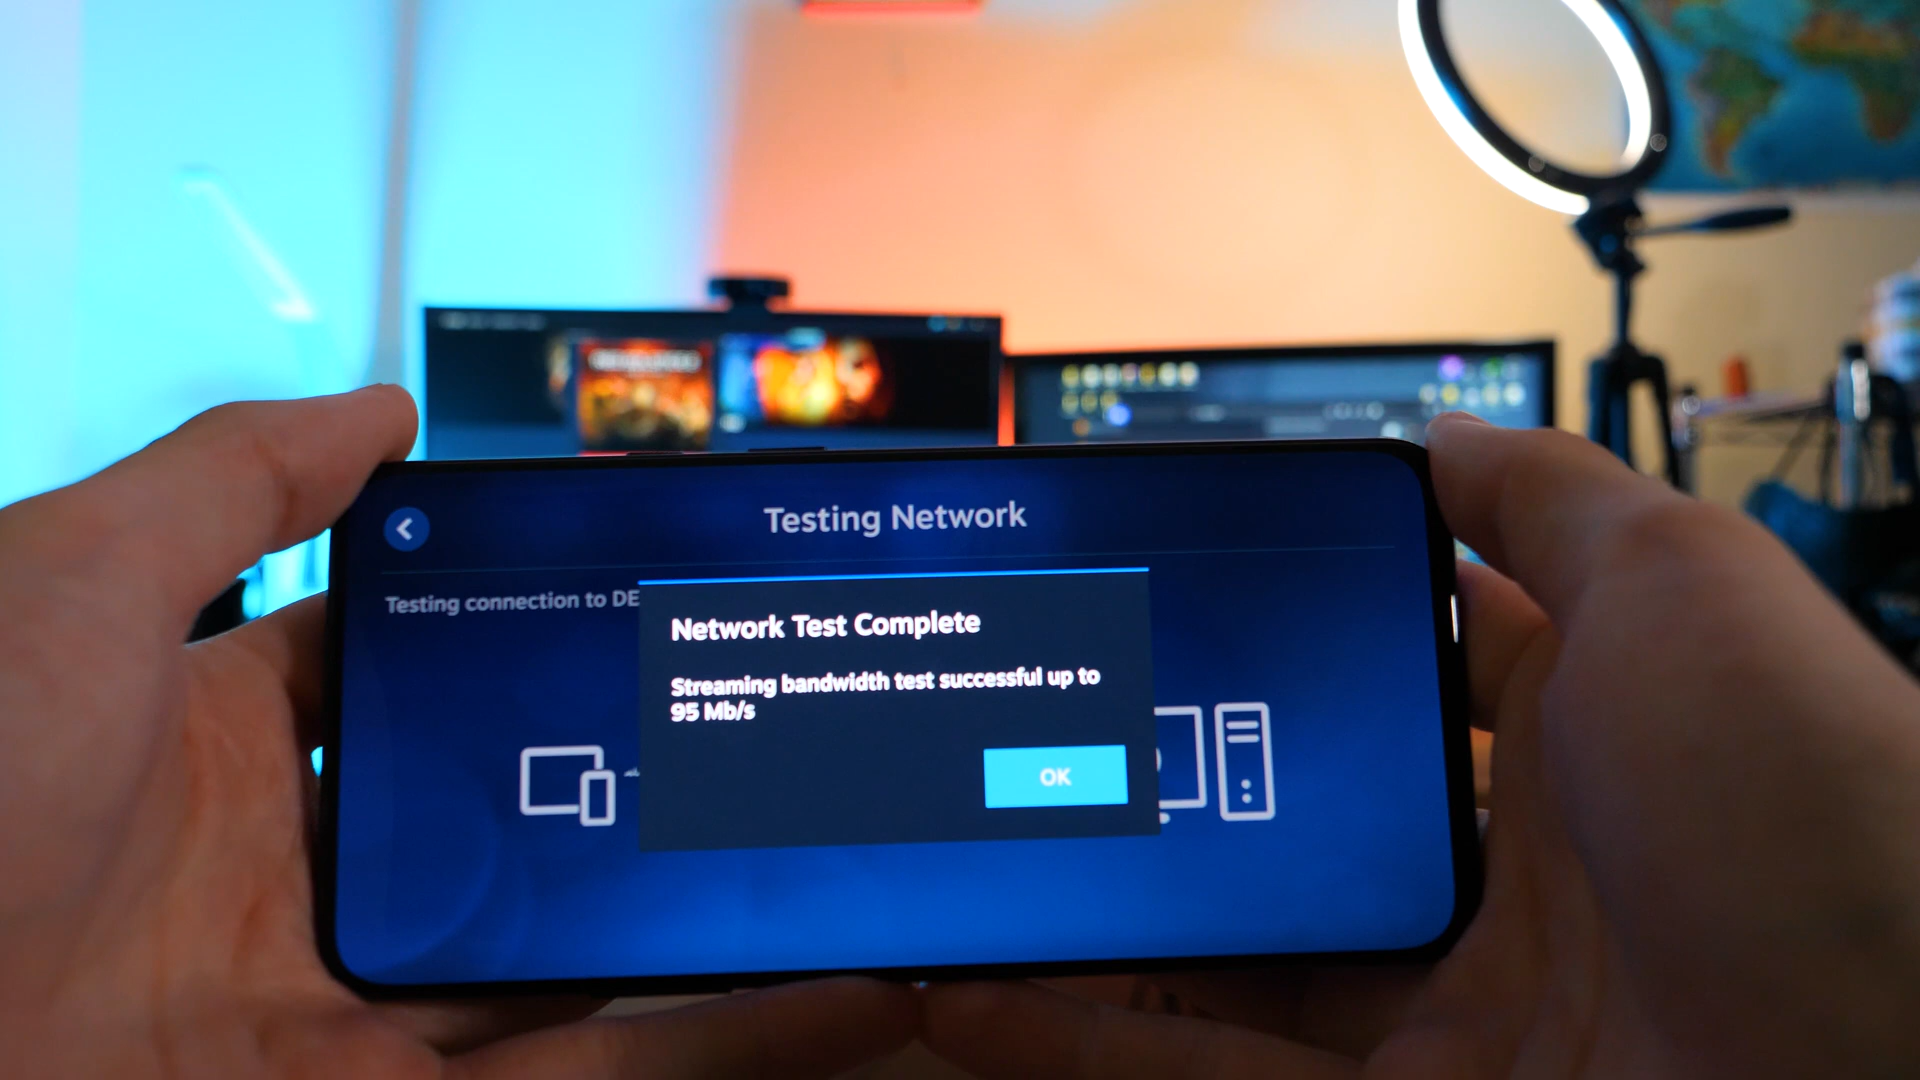 Testing Network
Testing connection to DE
Network Test Complete
Streaming bandwidth test successful up to
95 Mb/s
OK